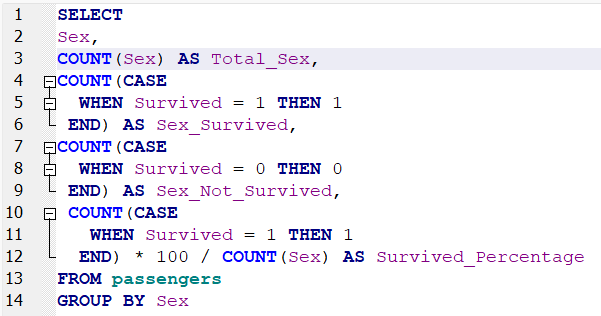 1 SELECT
2 Sex,
3 COUNT(Sex) AS Total_Sex,
4 COUNT(CASE
5 WHEN Survived = 1 THEN 1
6 END) AS Sex_Survived,
7 COUNT(CASE
8 WHEN Survived = 0 THEN 0
9 END) AS Sex_Not_Survived,
10 COUNT(CASE
11 WHEN Survived = 1 THEN 1
12 END) * 100 / COUNT(Sex) AS Survived_Percentage
13 FROM passengers
14 GROUP BY Sex